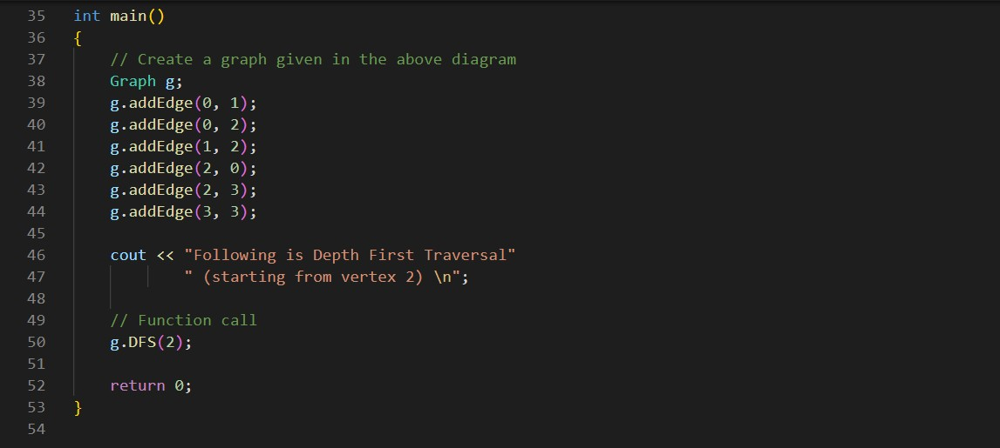 35 int main()
36 {
37     // Create a graph given in the above diagram
38     Graph g;
39     g.addEdge(0, 1);
40     g.addEdge(0, 2);
41     g.addEdge(1, 2);
42     g.addEdge(2, 0);
43     g.addEdge(2, 3);
44     g.addEdge(3, 3);
45
46     cout << "Following is Depth First Traversal"
47             " (starting from vertex 2) \n";
48
49     // Function call
50     g.DFS(2);
51
52     return 0;
53 }
54